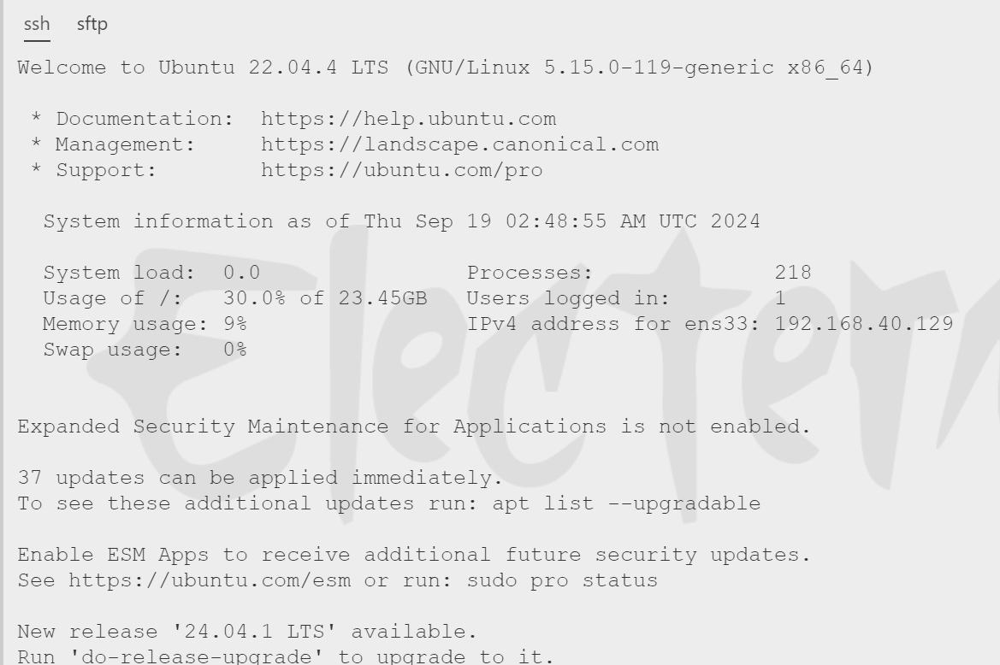 ssh sftp
Welcome to Ubuntu 22.04.4 LTS (GNU/Linux 5.15.0-119-generic x86_64)
* Documentation: https://help.ubuntu.com
* Management: https://landscape.canonical.com
* Support: https://ubuntu.com/pro
System information as of Thu Sep 19 02:48:55 AM UTC 2024
System load: 0.0 Processes: 218
Usage of /: 30.0% of 23.45GB Users logged in: 1
Memory usage: 9% IPv4 address for ens33: 192.168.40.129
Swap usage: 0%
Expanded Security Maintenance for Applications is not enabled.
37 updates can be applied immediately.
To see these additional updates run: apt list --upgradable
Enable ESM Apps to receive additional future security updates.
See https://ubuntu.com/esm or run: sudo pro status
New release '24.04.1 LTS' available.
Run 'do-release-upgrade' to upgrade to it.